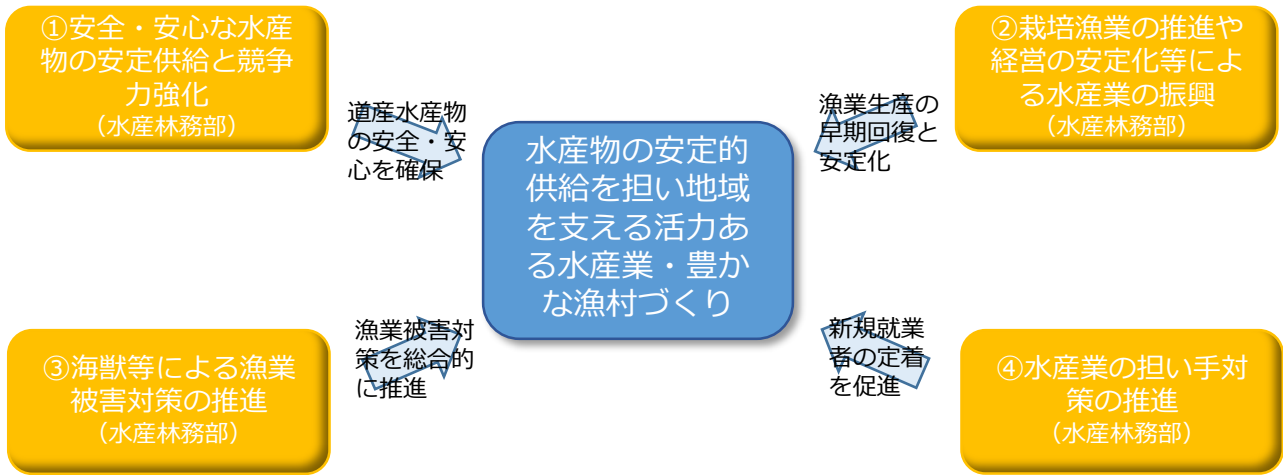 ①安全・安心な水産
物の安定供給と競争
力強化
（水産林務部）
道産水産物
の安全・安
心を確保
②栽培漁業の推進や
経営の安定化等によ
る水産業の振興
（水産林務部）
漁業生産の
早期回復と
安定化
水産物の安定的
供給を担い地域
を支える活力あ
る水産業・豊か
な漁村づくり
③海獣等による漁業
被害対策の推進
（水産林務部）
漁業被害対
策を総合的
に推進
新規就業
者の定着
を促進
④水産業の担い手対
策の推進
（水産林務部）